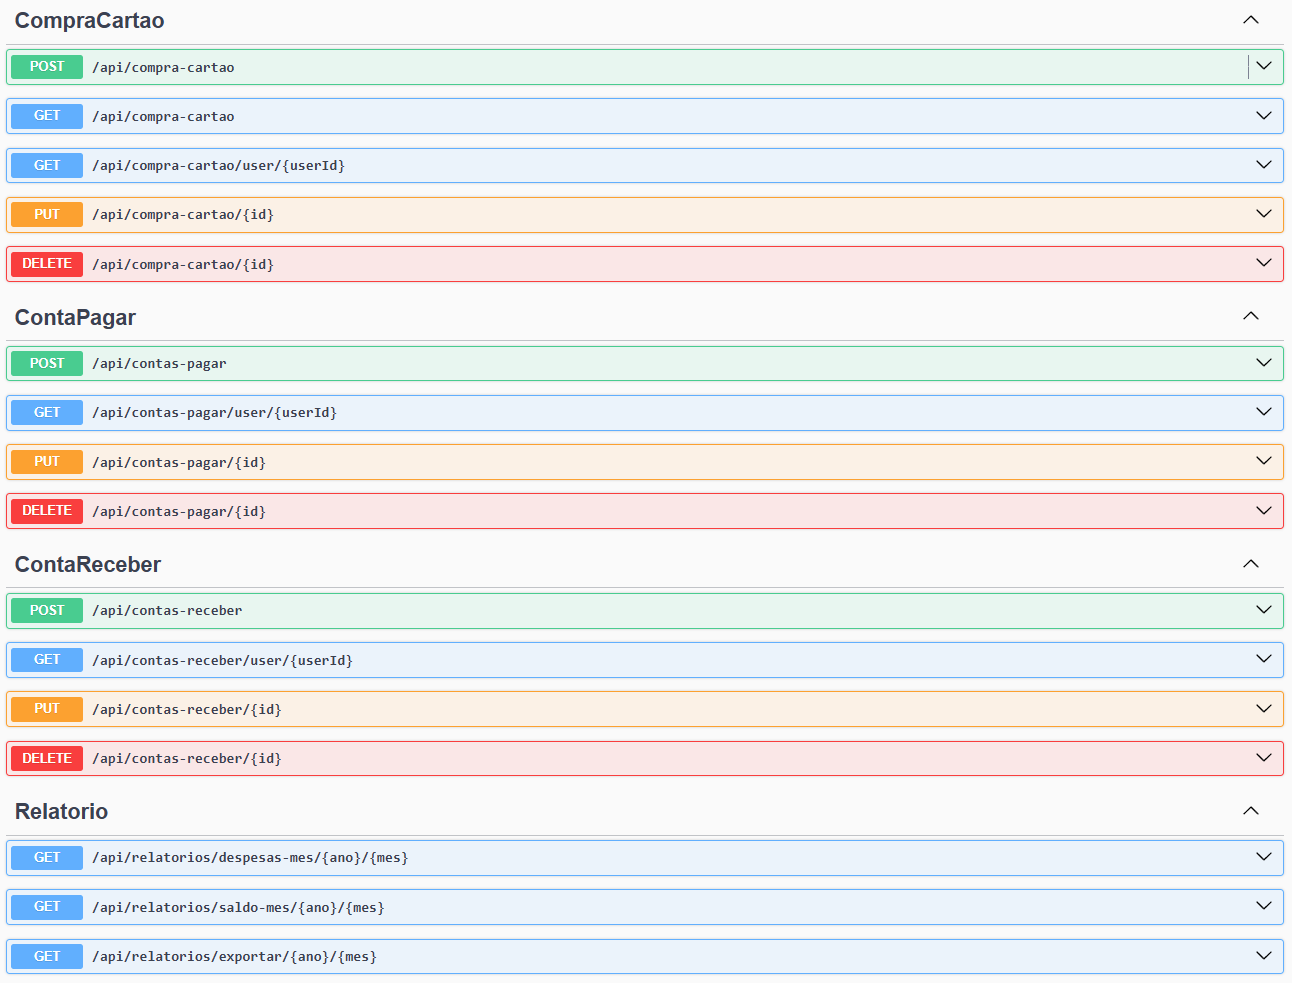 CompraCartao
POST /api/compra-cartao
GET /api/compra-cartao
GET /api/compra-cartao/user/{userId}
PUT /api/compra-cartao/{id}
DELETE /api/compra-cartao/{id}
ContaPagar
POST /api/contas-pagar
GET /api/contas-pagar/user/{userId}
PUT /api/contas-pagar/{id}
DELETE /api/contas-pagar/{id}
ContaReceber
POST /api/contas-receber
GET /api/contas-receber/user/{userId}
PUT /api/contas-receber/{id}
DELETE /api/contas-receber/{id}
Relatorio
GET /api/relatorios/despesas-mes/{ano}/{mes}
GET /api/relatorios/saldo-mes/{ano}/{mes}
GET /api/relatorios/exportar/{ano}/{mes}